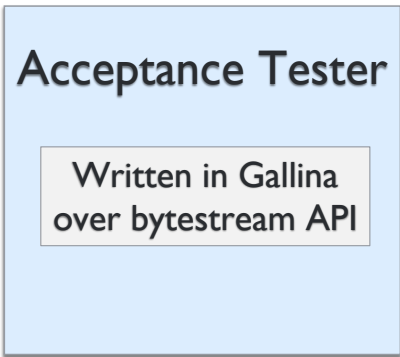 Acceptance Tester
Written in Gallina
over bytestream API